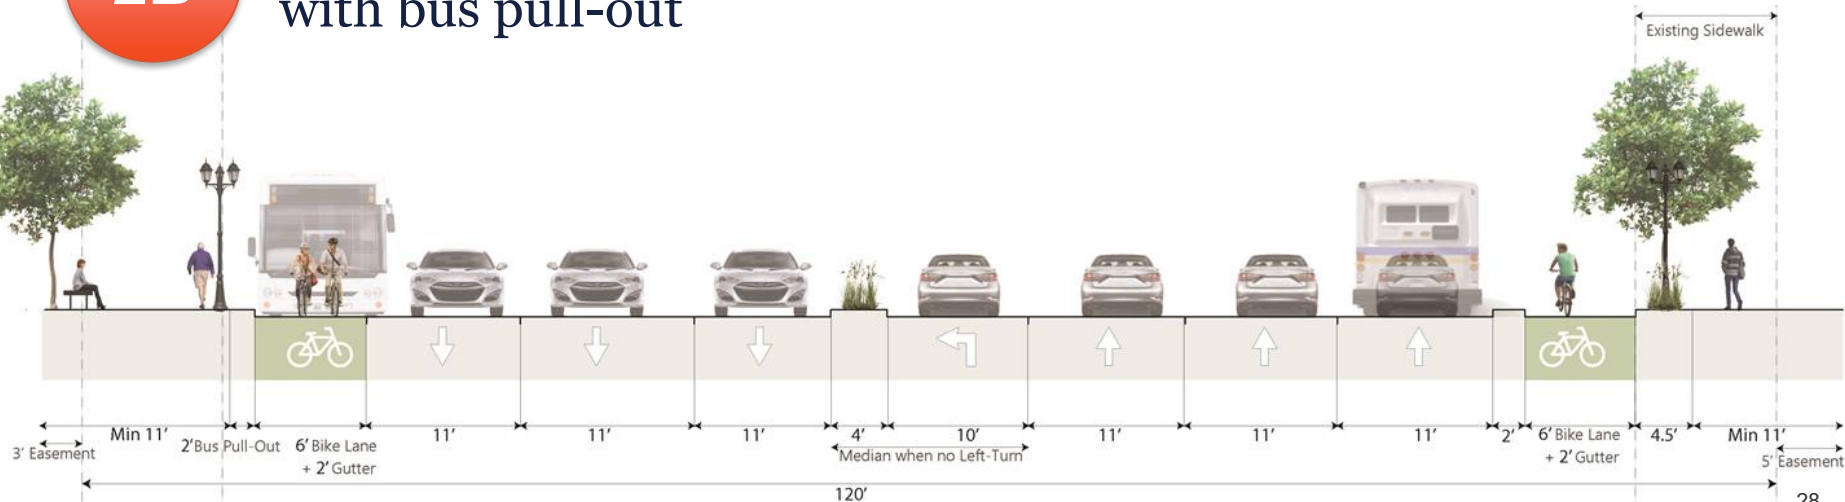 with bus pull-out
Existing Sidewalk
Min 11'
3' Easement
2' Bus Pull-Out
6' Bike Lane
+ 2' Gutter
11'
11'
11'
4'
10'
Median when no Left-Turn
11'
11'
11'
2'
6' Bike Lane
+ 2' Gutter
4.5'
Min 11'
5' Easement
120'
28